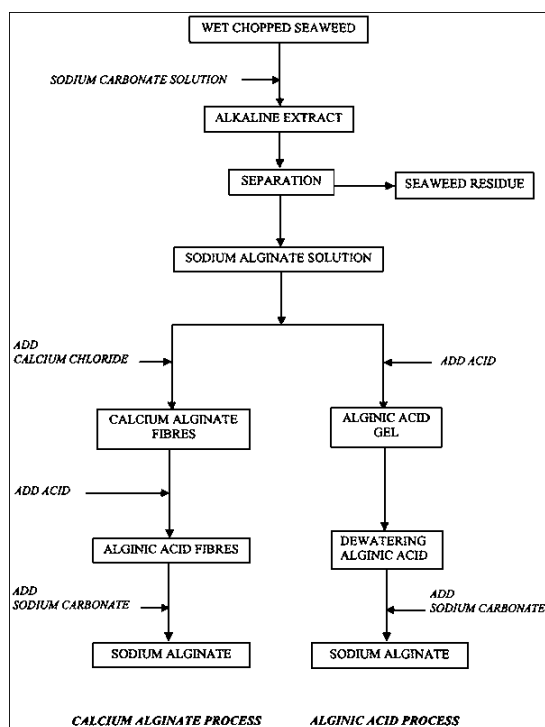 WET CHOPPED SEAWEED
SODIUM CARBONATE SOLUTION
ALKALINE EXTRACT
SEPARATION
SEAWEED RESIDUE
SODIUM ALGINATE SOLUTION
ADD
CALCIUM CHLORIDE
ADD ACID
CALCIUM ALGINATE
FIBRES
ALGINIC ACID
GEL
ADD ACID
ALGINIC ACID FIBRES
DEWATERING
ALGINIC ACID
ADD
SODIUM CARBONATE
ADD
SODIUM CARBONATE
SODIUM ALGINATE
SODIUM ALGINATE
CALCIUM ALGINATE PROCESS
ALGINIC ACID PROCESS